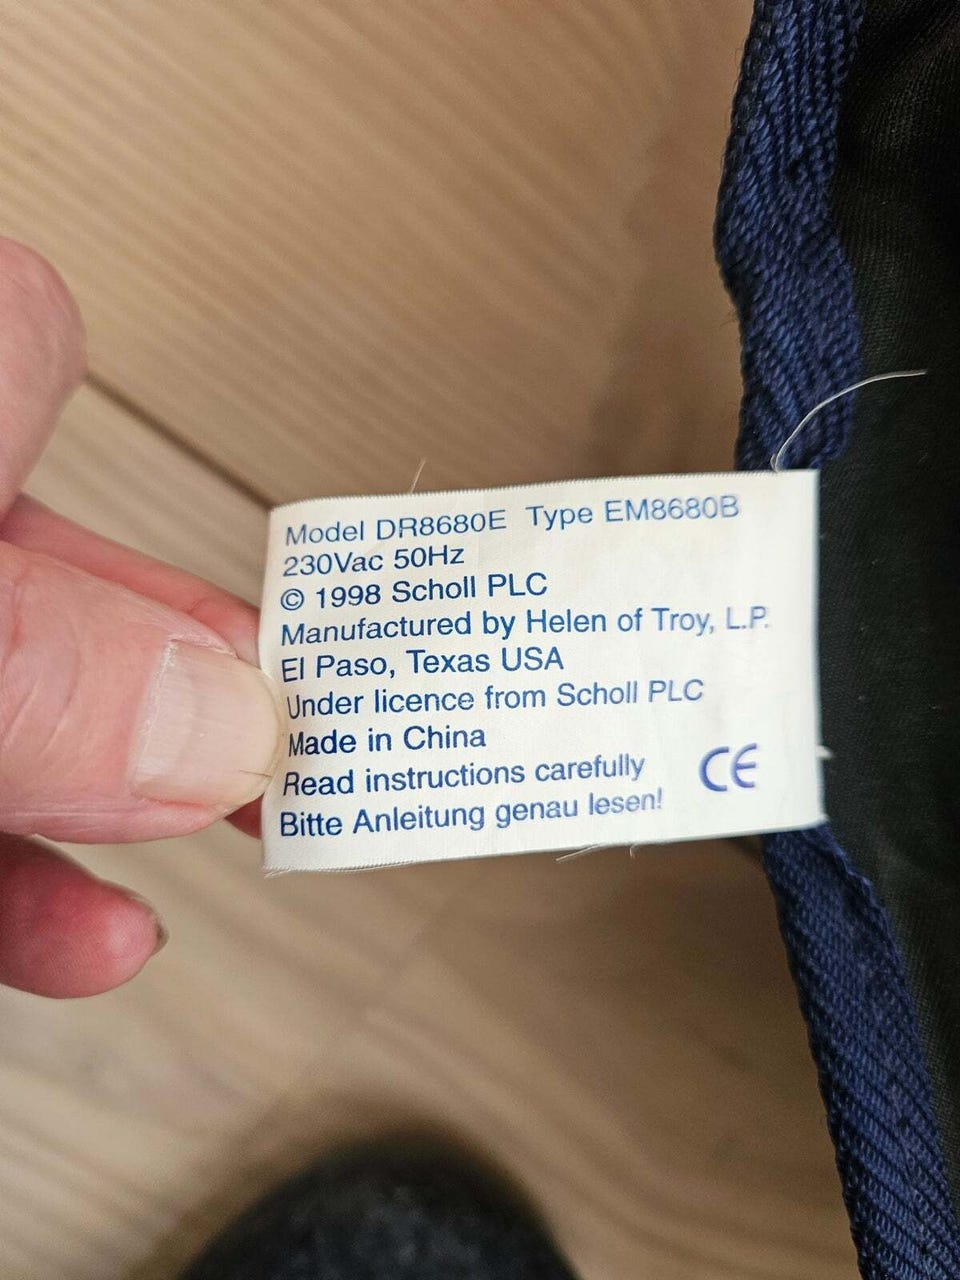 Model DR8680E Type EM8680B
230Vac 50Hz
© 1998 Scholl PLC
Manufactured by Helen of Troy, L.P.
El Paso, Texas USA
Under licence from Scholl PLC
Made in China
Read instructions carefully
Bitte Anleitung genau lesen!
CE